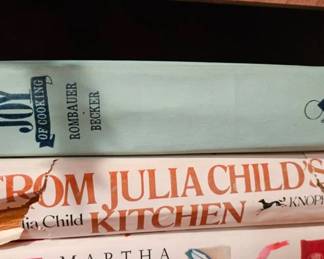 JOY
OF COOKING
ROMBAUER
BECKER
FROM JULIA CHILD'S
Julia Child KITCHEN
KNOPF
MARTHA